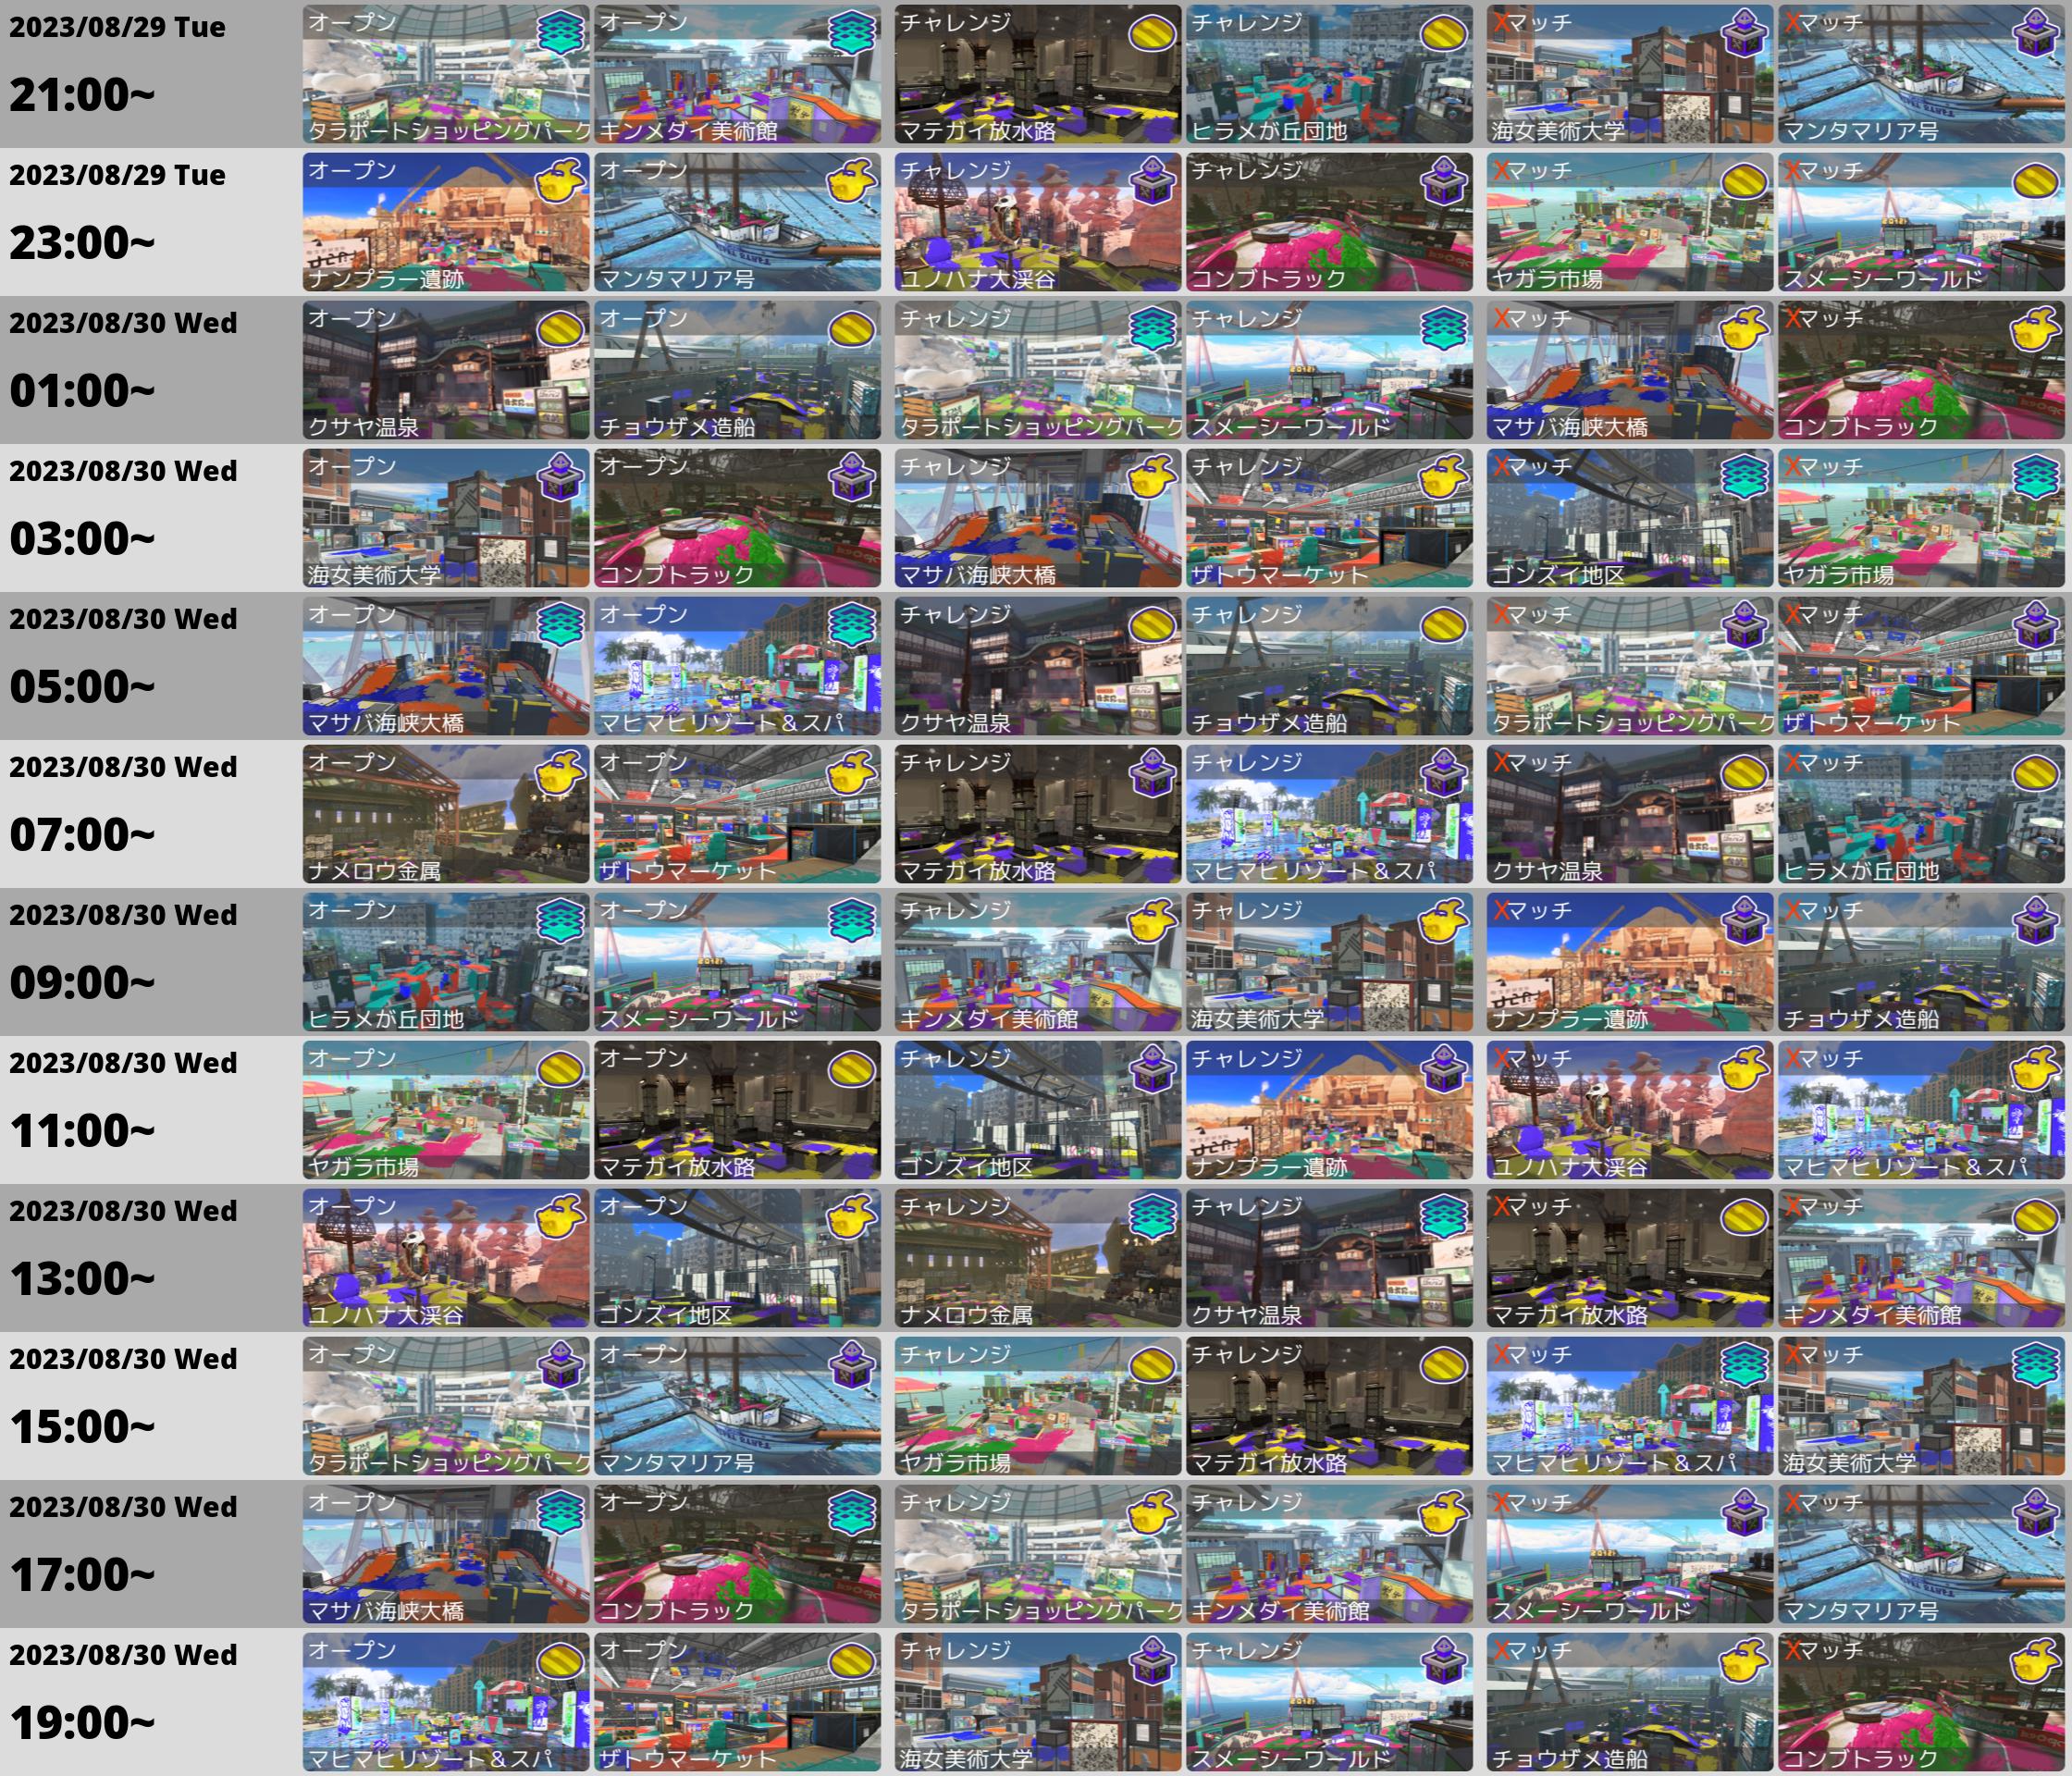 2023/08/29 Tue
21:00~
オープン タラポートショッピングパーク
オープン キンメダイ美術館
チャレンジ マテガイ放水路
チャレンジ ヒラメが丘団地
Xマッチ 海女美術大学
Xマッチ マンタマリア号
2023/08/29 Tue
23:00~
オープン ナンプラー遺跡
オープン マンタマリア号
チャレンジ ユノハナ大渓谷
チャレンジ コンブトラック
Xマッチ ヤガラ市場
Xマッチ スメーシーワールド
2023/08/30 Wed
01:00~
オープン クサヤ温泉
オープン チョウザメ造船
チャレンジ タラポートショッピングパーク
チャレンジ スメーシーワールド
Xマッチ マサバ海峡大橋
Xマッチ コンブトラック
2023/08/30 Wed
03:00~
オープン 海女美術大学
オープン コンブトラック
チャレンジ マサバ海峡大橋
チャレンジ ザトウマーケット
Xマッチ ゴンズイ地区
Xマッチ ヤガラ市場
2023/08/30 Wed
05:00~
オープン マサバ海峡大橋
オープン マヒマヒリゾート＆スパ
チャレンジ クサヤ温泉
チャレンジ チョウザメ造船
Xマッチ タラポートショッピングパーク
Xマッチ ザトウマーケット
2023/08/30 Wed
07:00~
オープン ナメロウ金属
オープン ザトウマーケット
チャレンジ マテガイ放水路
チャレンジ マヒマヒリゾート＆スパ
Xマッチ クサヤ温泉
Xマッチ ヒラメが丘団地
2023/08/30 Wed
09:00~
オープン ヒラメが丘団地
オープン スメーシーワールド
チャレンジ キンメダイ美術館
チャレンジ 海女美術大学
Xマッチ ナンプラー遺跡
Xマッチ チョウザメ造船
2023/08/30 Wed
11:00~
オープン ヤガラ市場
オープン マテガイ放水路
チャレンジ ゴンズイ地区
チャレンジ ナンプラー遺跡
Xマッチ ユノハナ大渓谷
Xマッチ マヒマヒリゾート＆スパ
2023/08/30 Wed
13:00~
オープン ユノハナ大渓谷
オープン ゴンズイ地区
チャレンジ ナメロウ金属
チャレンジ クサヤ温泉
Xマッチ マテガイ放水路
Xマッチ キンメダイ美術館
2023/08/30 Wed
15:00~
オープン タラポートショッピングパーク
オープン マンタマリア号
チャレンジ ヤガラ市場
チャレンジ マテガイ放水路
Xマッチ マヒマヒリゾート＆スパ
Xマッチ 海女美術大学
2023/08/30 Wed
17:00~
オープン マサバ海峡大橋
オープン コンブトラック
チャレンジ タラポートショッピングパーク
チャレンジ キンメダイ美術館
Xマッチ スメーシーワールド
Xマッチ マンタマリア号
2023/08/30 Wed
19:00~
オープン マヒマヒリゾート＆スパ
オープン ザトウマーケット
チャレンジ 海女美術大学
チャレンジ スメーシーワールド
Xマッチ チョウザメ造船
Xマッチ コンブトラック